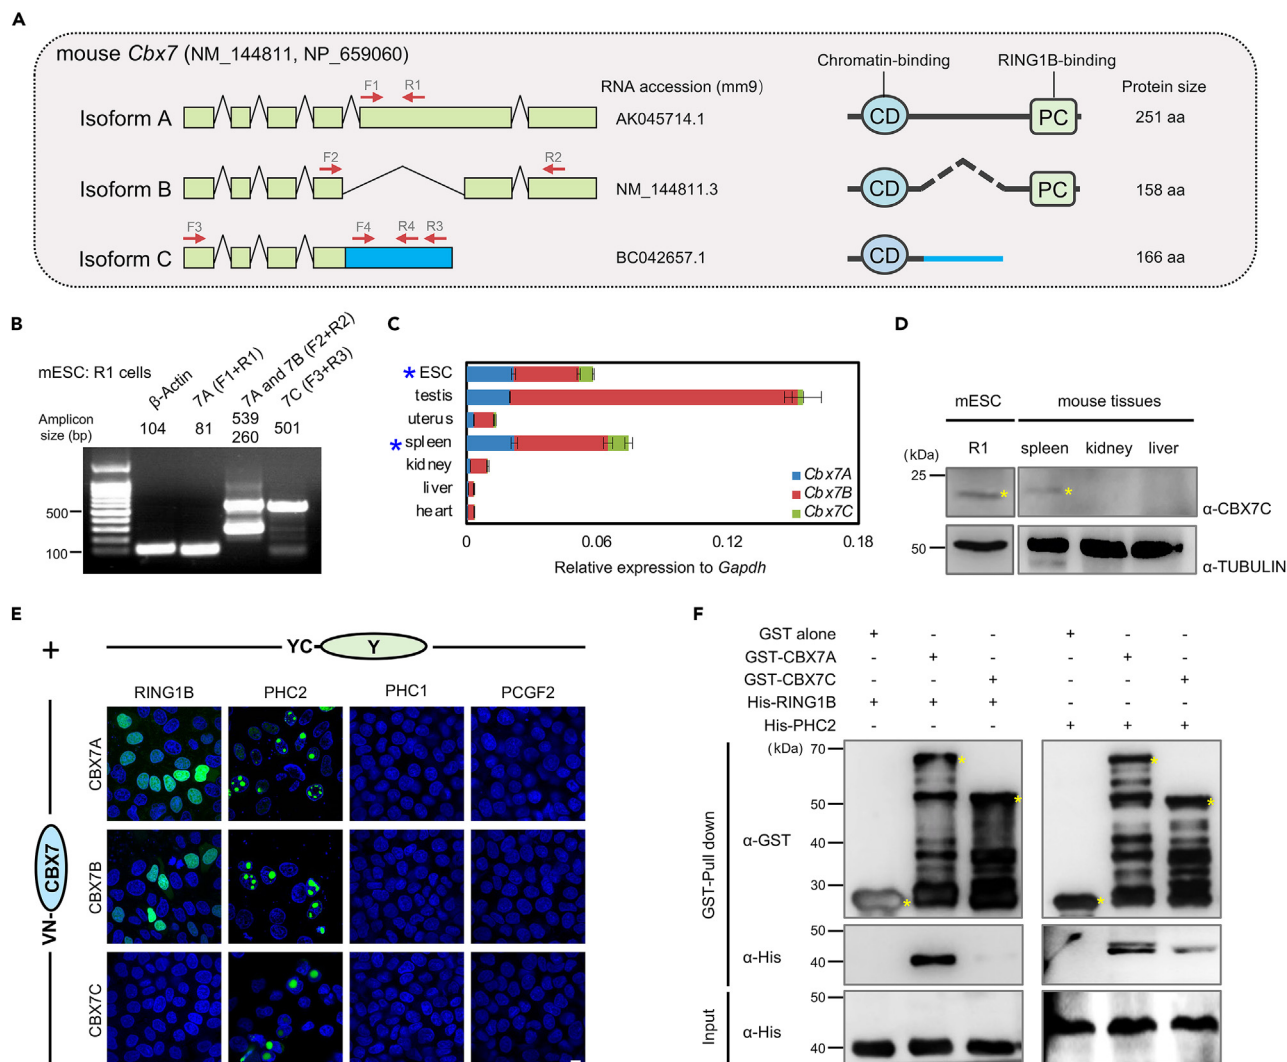 A
mouse Cbx7 (NM_144811, NP_659060)
Chromatin-binding
RING1B-binding
RNA accession (mm9)
Protein size
F1
R1
Isoform A
AK045714.1
CD
PC
251 aa
F2
R2
Isoform B
NM_144811.3
CD
PC
158 aa
F3
F4
R4
R3
Isoform C
BC042657.1
CD
166 aa
B
mESC: R1 cells
β-Actin
7A (F1+R1)
7A and 7B (F2+R2)
7C (F3+R3)
Amplicon size (bp)
104
81
539
260
501
500
100
C
* ESC
testis
uterus
* spleen
kidney
liver
heart
Cbx7A
Cbx7B
Cbx7C
0
0.06
0.12
0.18
Relative expression to Gapdh
D
mESC
mouse tissues
(kDa)
R1
spleen
kidney
liver
25
*
*
α-CBX7C
50
α-TUBULIN
E
+
YC
Y
RING1B
PHC2
PHC1
PCGF2
CBX7A
CBX7B
CBX7C
VN-CBX7
F
GST alone + - - + - -
GST-CBX7A - + - - + -
GST-CBX7C - - + - - +
His-RING1B + + + - - -
His-PHC2 - - - + + +
(kDa)
70
50
40
30
α-GST
GST-Pull down
50
40
α-His
50
40
α-His
Input